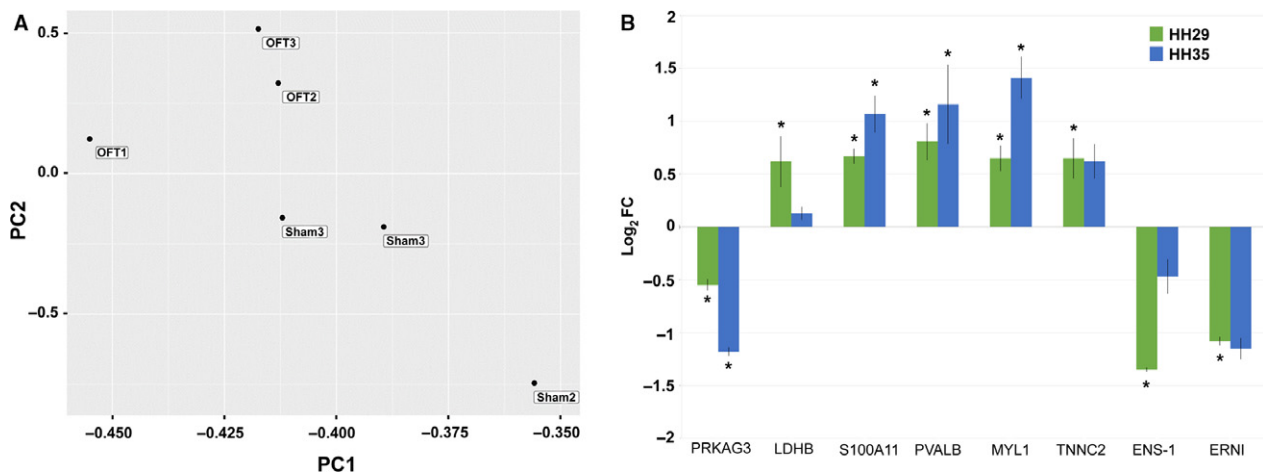 A
PC2
0.5
0.0
−0.5
OFT3
OFT2
OFT1
Sham3
Sham3
Sham2
−0.450 −0.425 −0.400 −0.375 −0.350
PC1
B
Log2 FC
2
1.5
1
0.5
0
−0.5
−1
−1.5
−2
HH29
HH35
* * * * * * * * * * * *
PRKAG3 LDHB S100A11 PVALB MYL1 TNNC2 ENS-1 ERNI